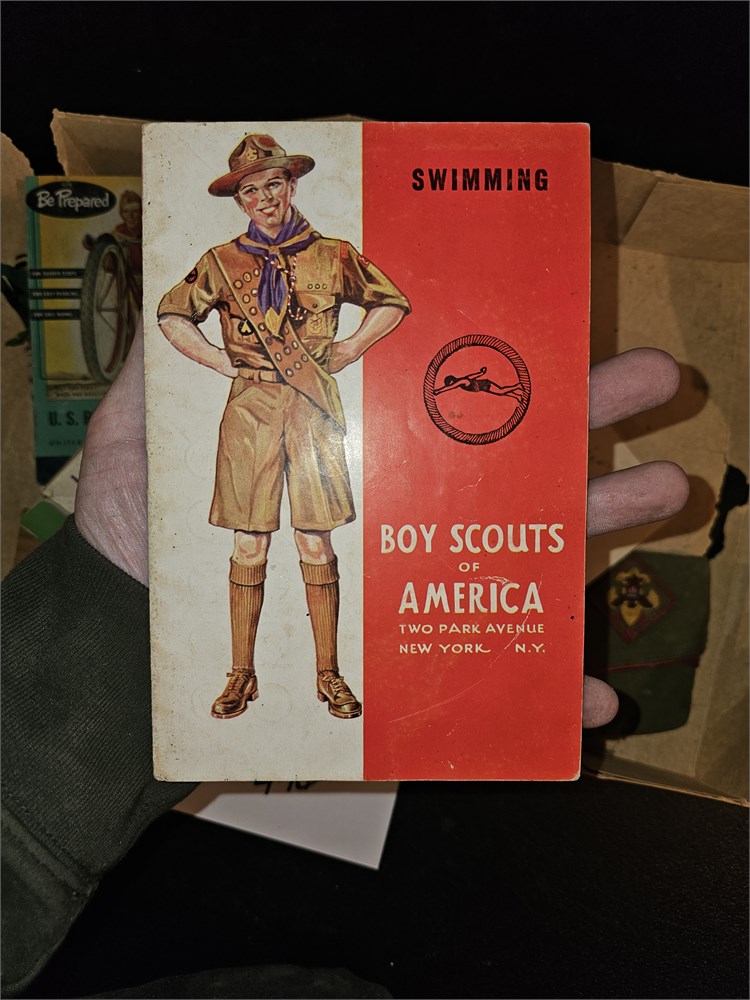 SWIMMING
BOY SCOUTS
OF
AMERICA
TWO PARK AVENUE
NEW YORK N.Y.
Be Prepared
U. S.